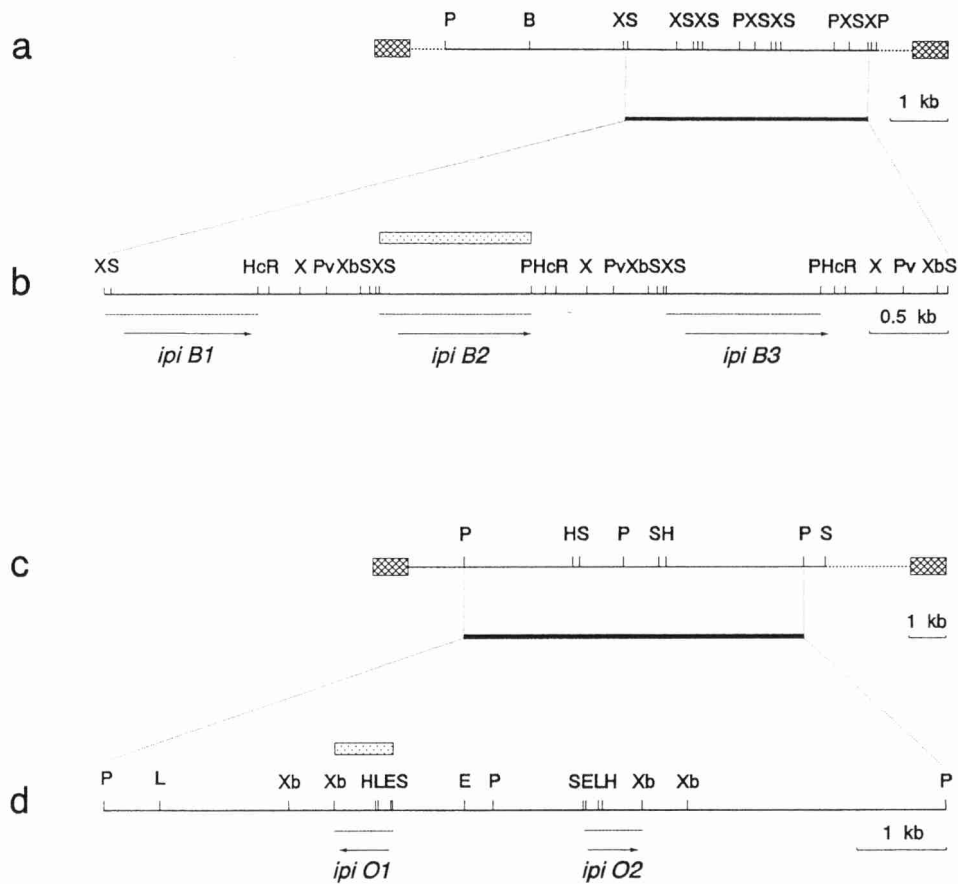 a
P B XS XSXS PXSXS PXSXP
1 kb
b
XS HcR X PvXbSXS PHcR X PvXbSXS PHcR X Pv XbS
0.5 kb
ipi B1 ipi B2 ipi B3
c
P HS P SH P S
1 kb
d
P L Xb Xb HLES E P SELH Xb Xb P
1 kb
ipi O1 ipi O2